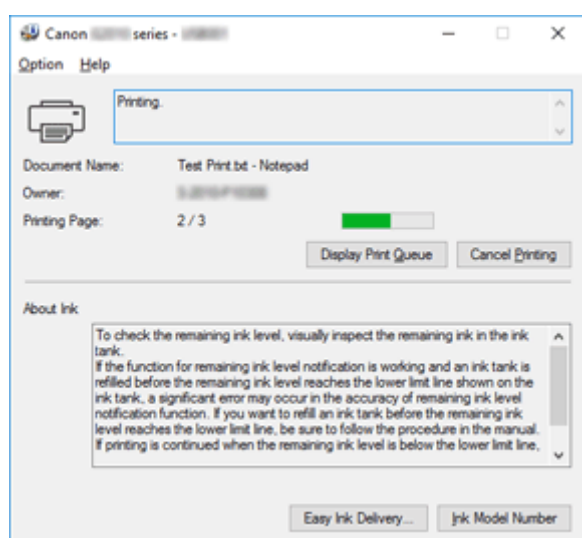 Canon series -
Option Help
Printing.
Document Name: Test Print.txt - Notepad
Owner:
Printing Page: 2 / 3
Display Print Queue Cancel Printing
About Ink
To check the remaining ink level, visually inspect the remaining ink in the ink
tank.
If the function for remaining ink level notification is working and an ink tank is
refilled before the remaining ink level reaches the lower limit line shown on the
ink tank, a significant error may occur in the accuracy of remaining ink level
notification function. If you want to refill an ink tank before the remaining ink
level reaches the lower limit line, be sure to follow the procedure in the manual.
If printing is continued when the remaining ink level is below the lower limit line,
Easy Ink Delivery... Ink Model Number